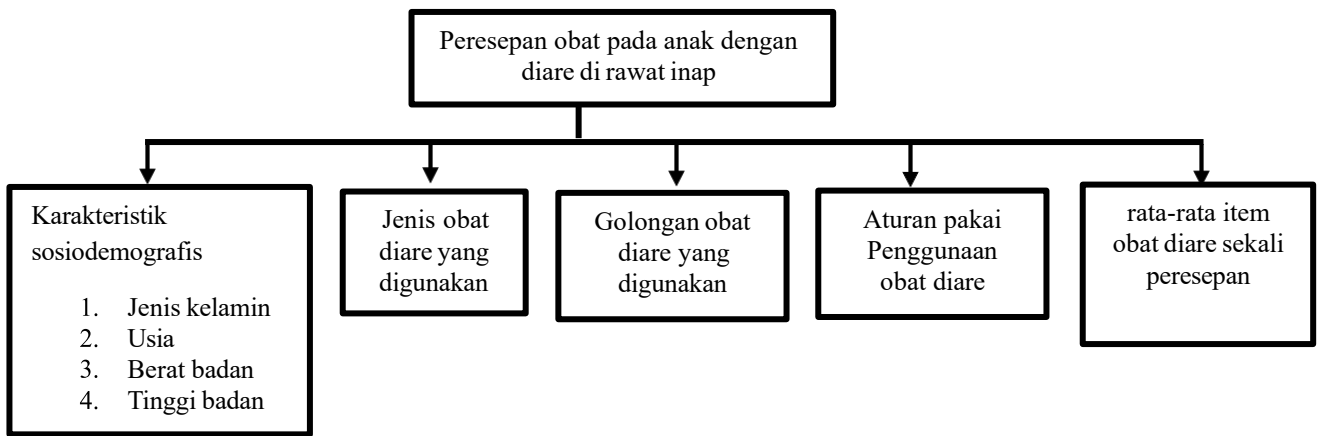 Peresepan obat pada anak dengan
diare di rawat inap
Karakteristik
sosiodemografis
1. Jenis kelamin
2. Usia
3. Berat badan
4. Tinggi badan
Jenis obat
diare yang
digunakan
Golongan obat
diare yang
digunakan
Aturan pakai
Penggunaan
obat diare
rata-rata item
obat diare sekali
peresepan